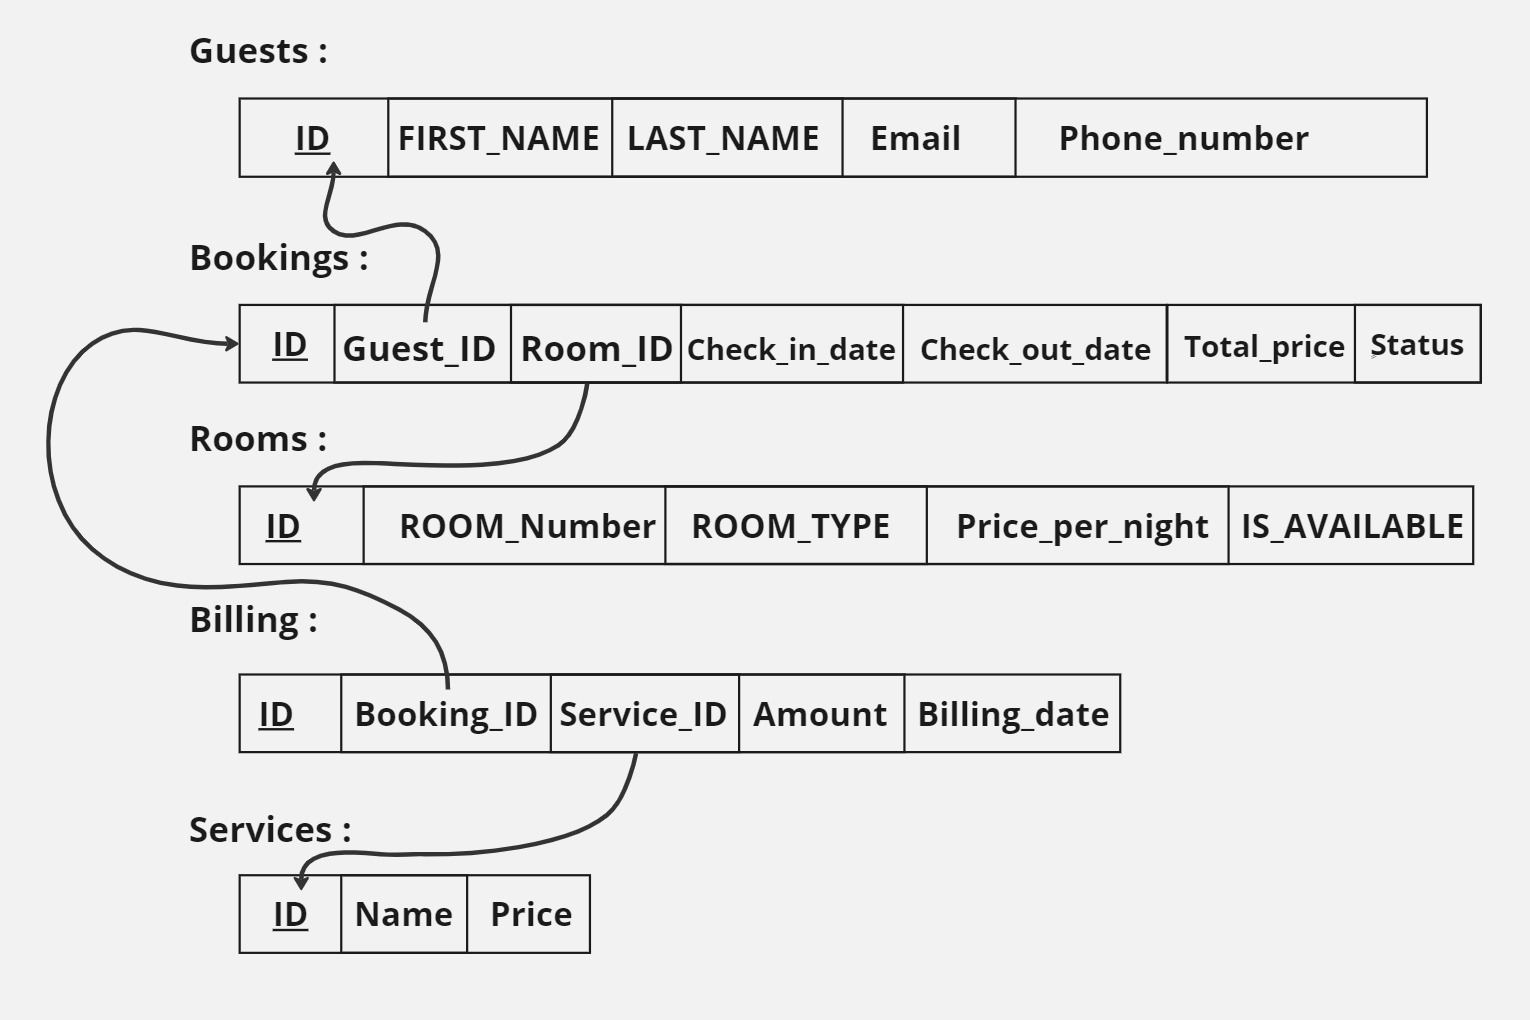 Guests :
ID FIRST_NAME LAST_NAME Email Phone_number
Bookings :
ID Guest_ID Room_ID Check_in_date Check_out_date Total_price Status
Rooms :
ID ROOM_Number ROOM_TYPE Price_per_night IS_AVAILABLE
Billing :
ID Booking_ID Service_ID Amount Billing_date
Services :
ID Name Price